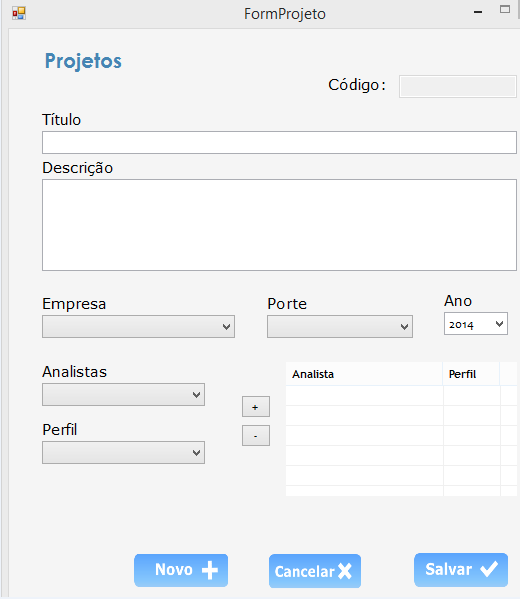 FormProjeto
Projetos
Código:
Título
Descrição
Empresa Porte Ano
2014
Analistas
Analista Perfil
+
Perfil
-
Novo
Cancelar
Salvar